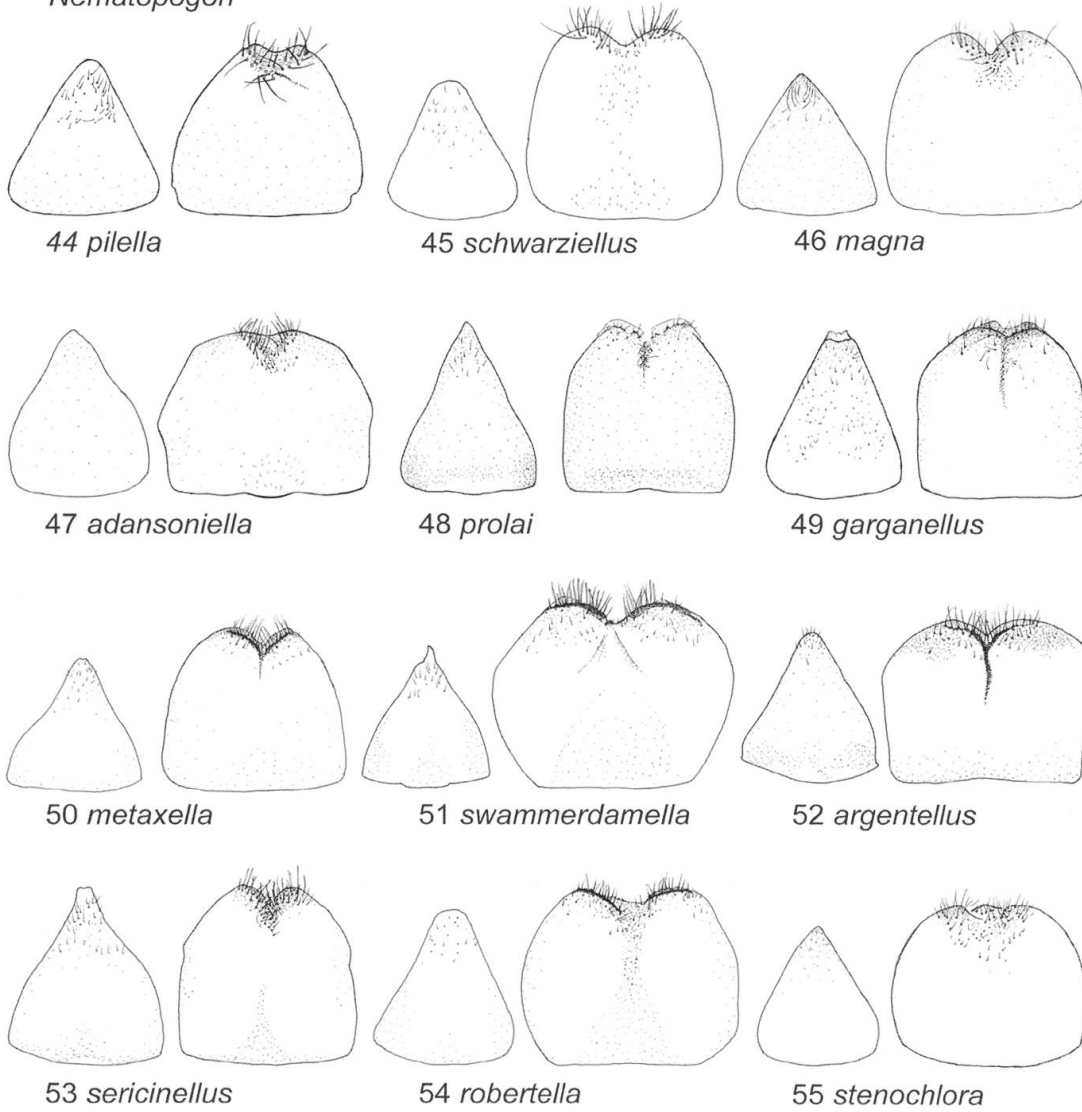 Nematopogon
44 pilella
45 schwarziellus
46 magna
47 adansoniella
48 prolai
49 garganellus
50 metaxella
51 swammerdamella
52 argentellus
53 sericinellus
54 robertella
55 stenochlora